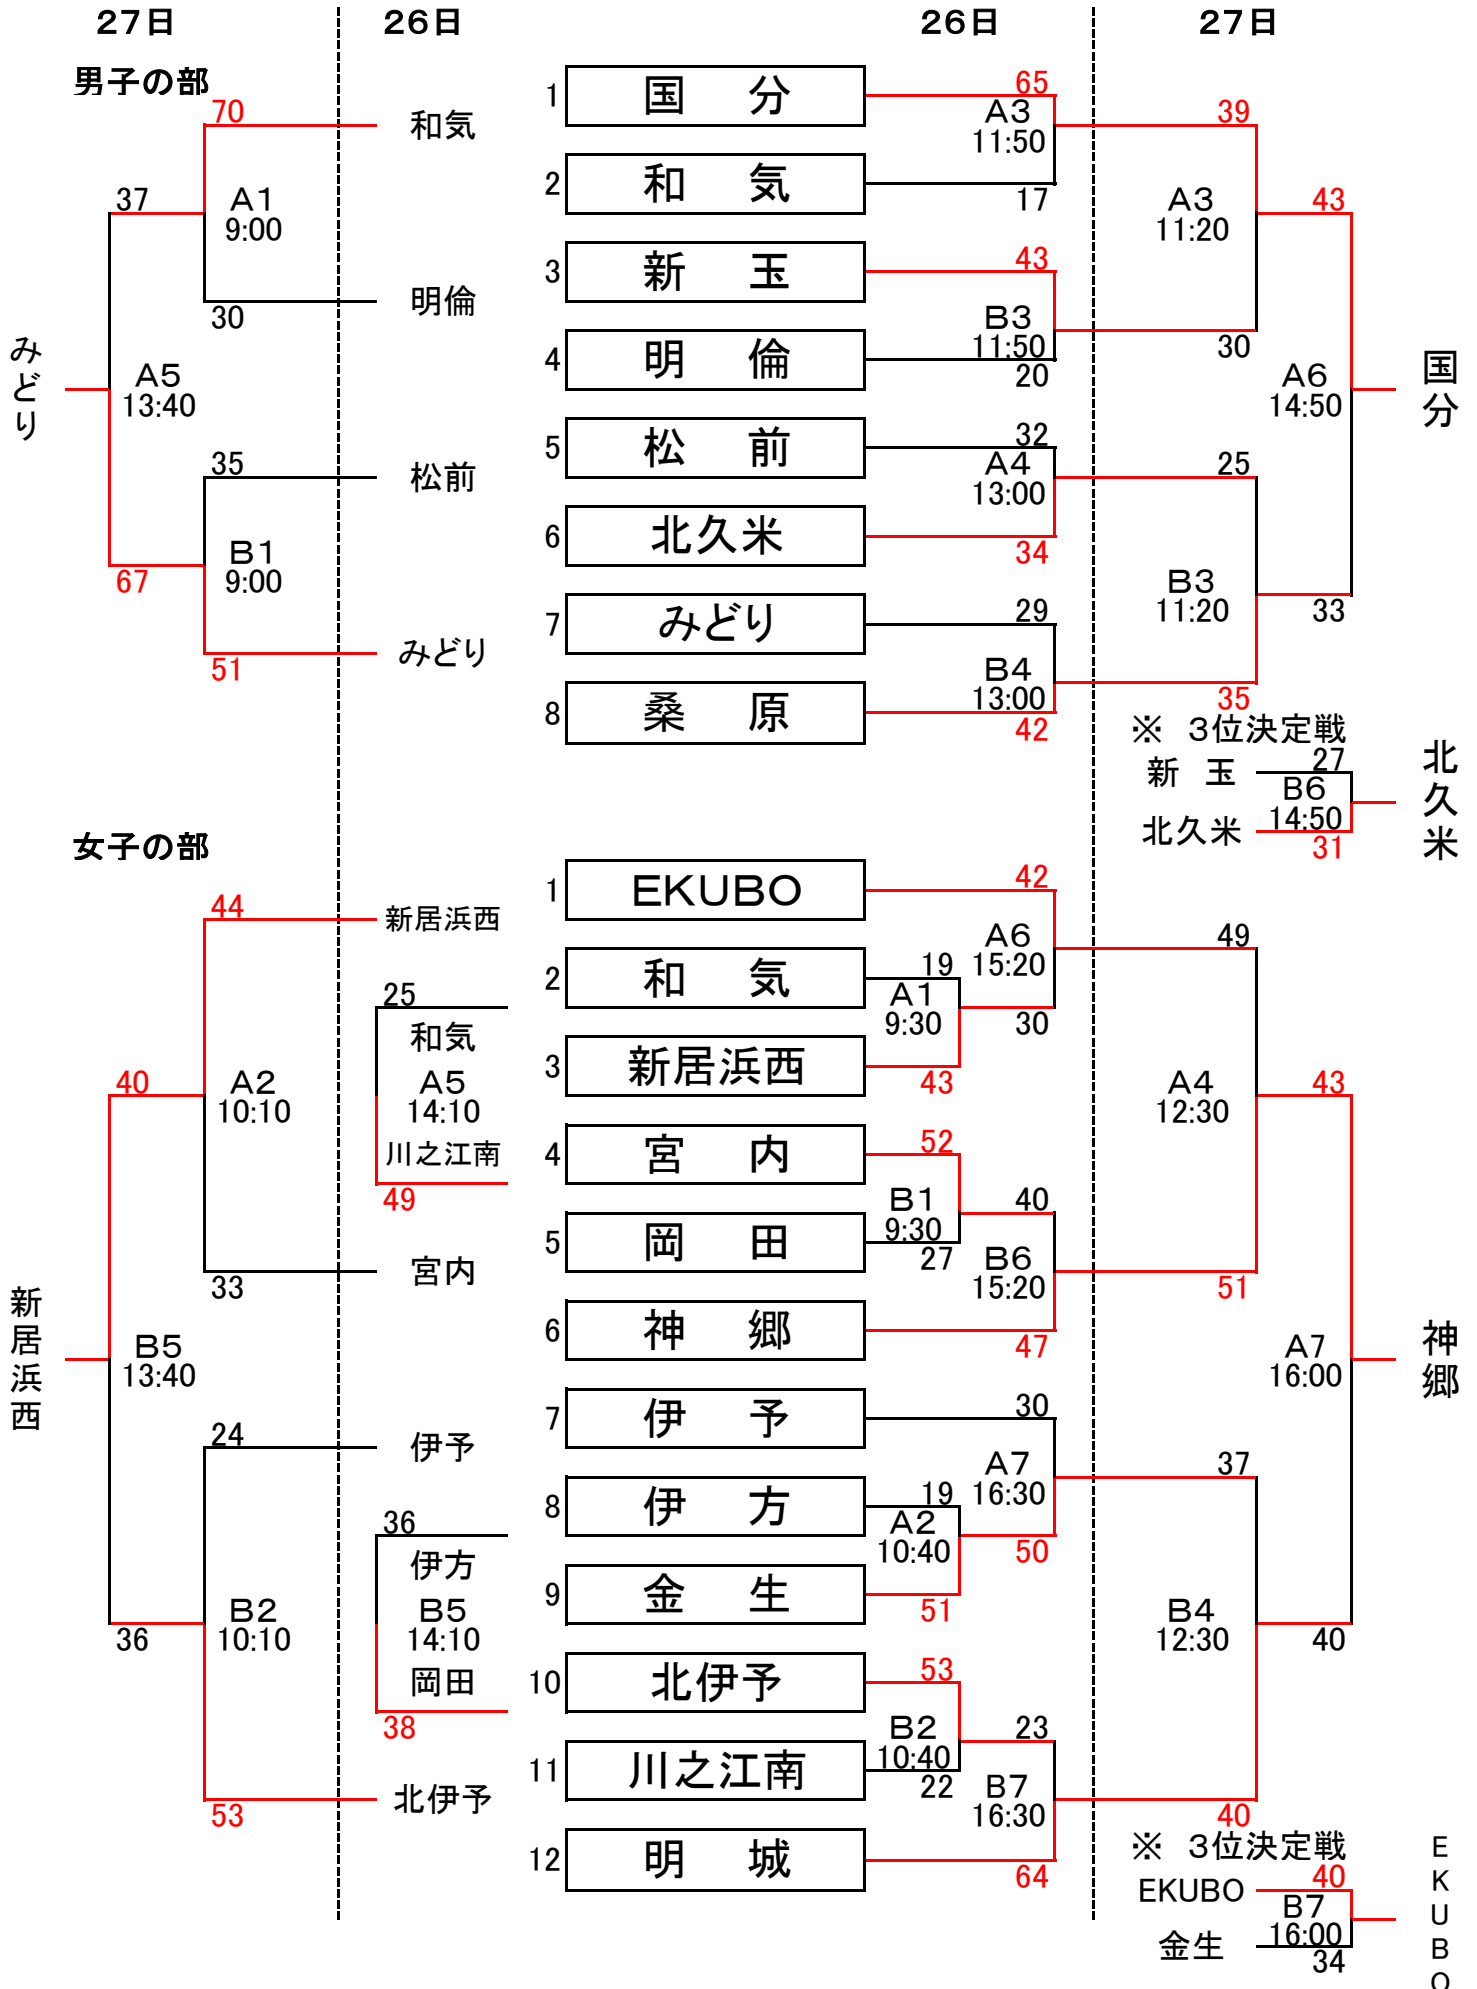 27日 26日 26日 27日
男子の部
70
和気
37
A1
9:00
30
明倫
みどり
A5
13:40
35
松前
67
B1
9:00
51
みどり
1 国 分 65
A3
11:50
2 和 気 17
3 新 玉 43
B3
11:50
4 明 倫 20
5 松 前 32
A4
13:00
6 北久米 34
7 みどり 29
B4
13:00
8 桑 原 42
39
A3
11:20
30
43
A6
14:50
国分
25
B3
11:20
35
33
※ 3位決定戦
新 玉 27
B6
14:50
北久米 31
北久米
女子の部
44
新居浜西
40
A2
10:10
33
宮内
25
和気
A5
14:10
川之江南
49
新居浜西
B5
13:40
24
伊予
36
B2
10:10
53
北伊予
36
伊方
B5
14:10
岡田
38
1 EKUBO 42
A6
15:20
2 和 気 19
A1
9:30
30
3 新居浜西 43
4 宮 内 52
B1
9:30
40
5 岡 田 27
B6
15:20
6 神 郷 47
7 伊 予 30
A7
16:30
8 伊 方 19
A2
10:40
50
9 金 生 51
10 北伊予 53
B2
10:40
23
11 川之江南 22
B7
16:30
12 明 城 64
49
A4
12:30
51
43
A7
16:00
神郷
37
B4
12:30
40
40
※ 3位決定戦
EKUBO 40
B7
16:00
金生 34
EKUBO